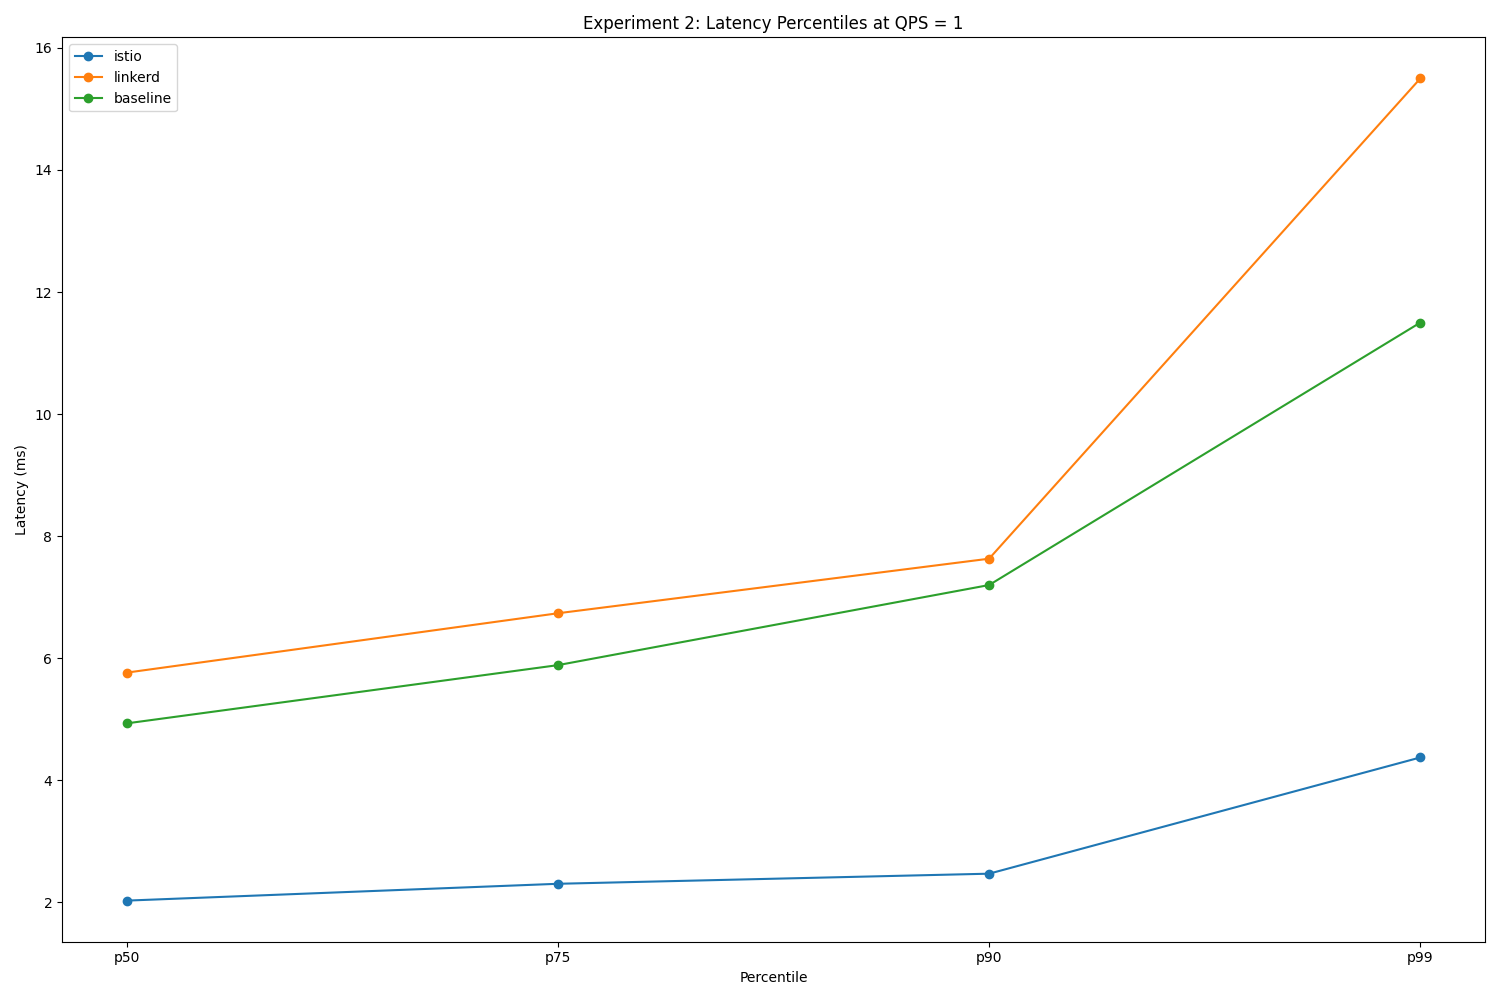 Experiment 2: Latency Percentiles at QPS = 1
istio
linkerd
baseline
16
14
12
10
8
6
4
2
Latency (ms)
p50 p75 p90 p99
Percentile